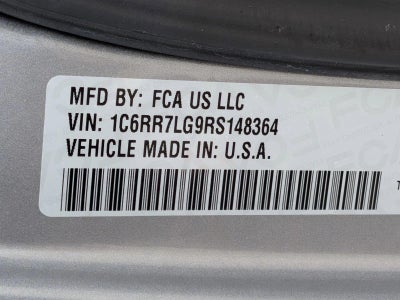 MFD BY: FCA US LLC
VIN: 1C6RR7LG9RS148364
VEHICLE MADE IN: U.S.A.